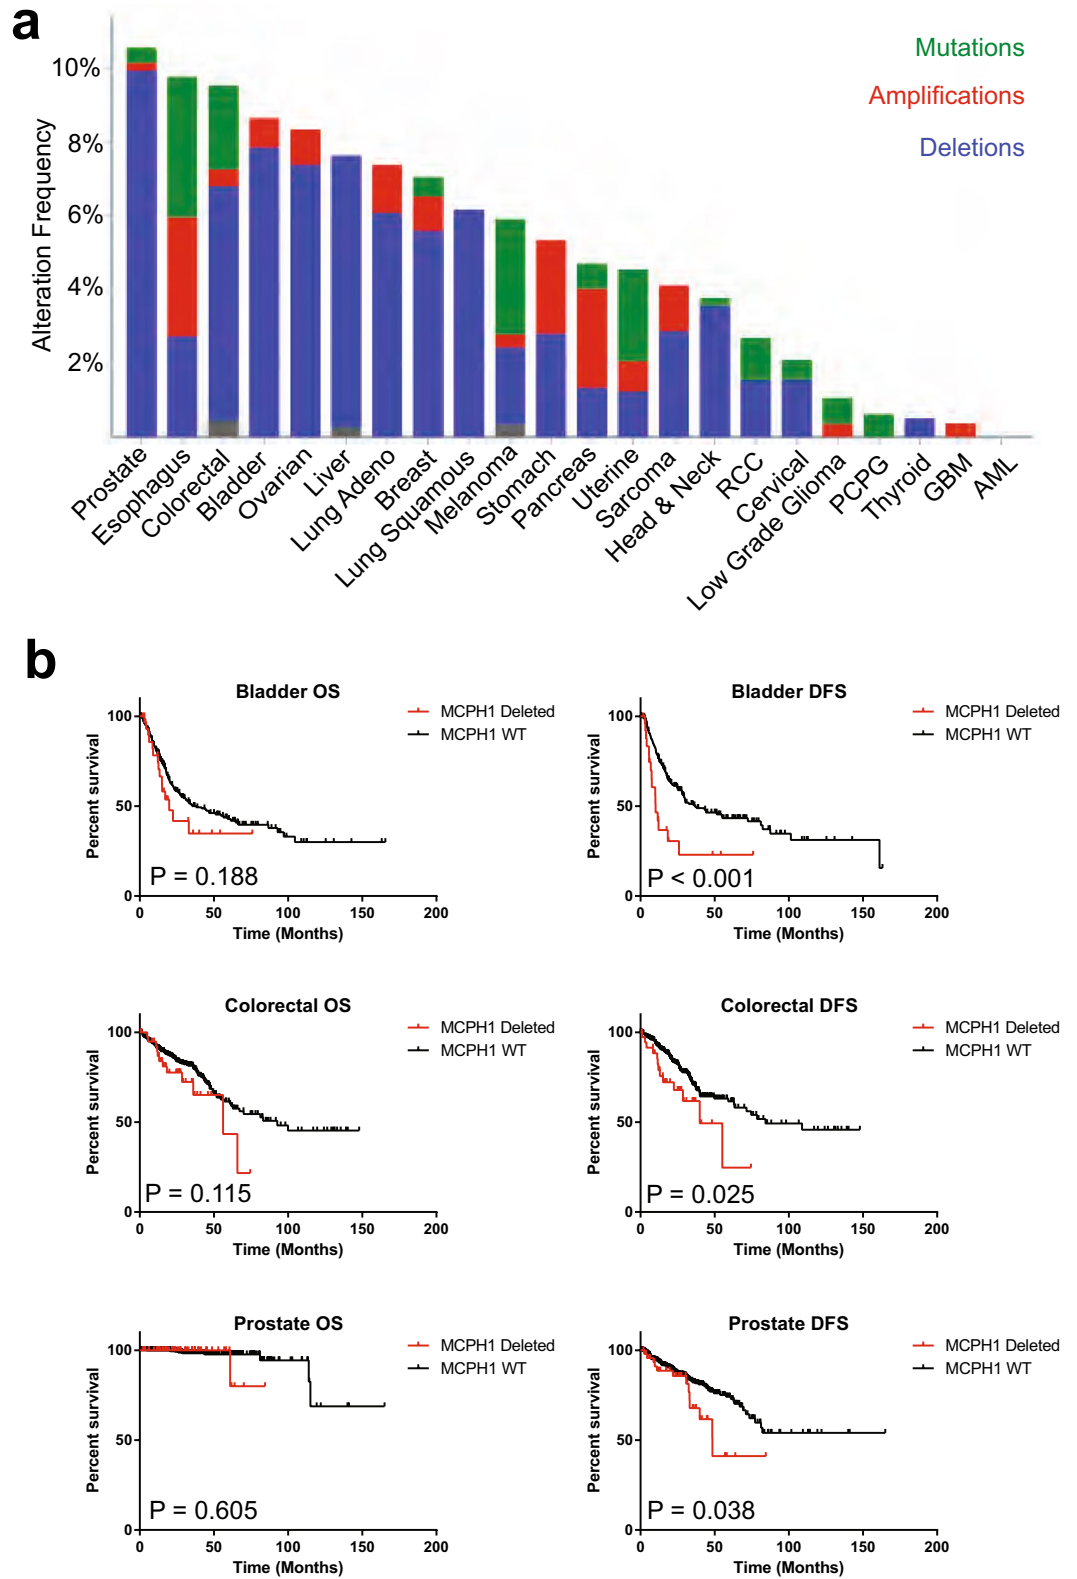 a
Mutations
Amplifications
Deletions
Alteration Frequency
10%
8%
6%
4%
2%
Prostate
Esophagus
Colorectal
Bladder
Ovarian
Liver
Lung Adeno
Breast
Lung Squamous
Melanoma
Stomach
Pancreas
Uterine
Sarcoma
Head & Neck
RCC
Cervical
Low Grade Glioma
PCPG
Thyroid
GBM
AML
b
Bladder OS
MCPH1 Deleted
MCPH1 WT
Percent survival
100
50
0
P = 0.188
0 50 100 150 200
Time (Months)
Bladder DFS
MCPH1 Deleted
MCPH1 WT
Percent survival
100
50
0
P < 0.001
0 50 100 150 200
Time (Months)
Colorectal OS
MCPH1 Deleted
MCPH1 WT
Percent survival
100
50
0
P = 0.115
0 50 100 150 200
Time (Months)
Colorectal DFS
MCPH1 Deleted
MCPH1 WT
Percent survival
100
50
0
P = 0.025
0 50 100 150 200
Time (Months)
Prostate OS
MCPH1 Deleted
MCPH1 WT
Percent survival
100
50
0
P = 0.605
0 50 100 150 200
Time (Months)
Prostate DFS
MCPH1 Deleted
MCPH1 WT
Percent survival
100
50
0
P = 0.038
0 50 100 150 200
Time (Months)